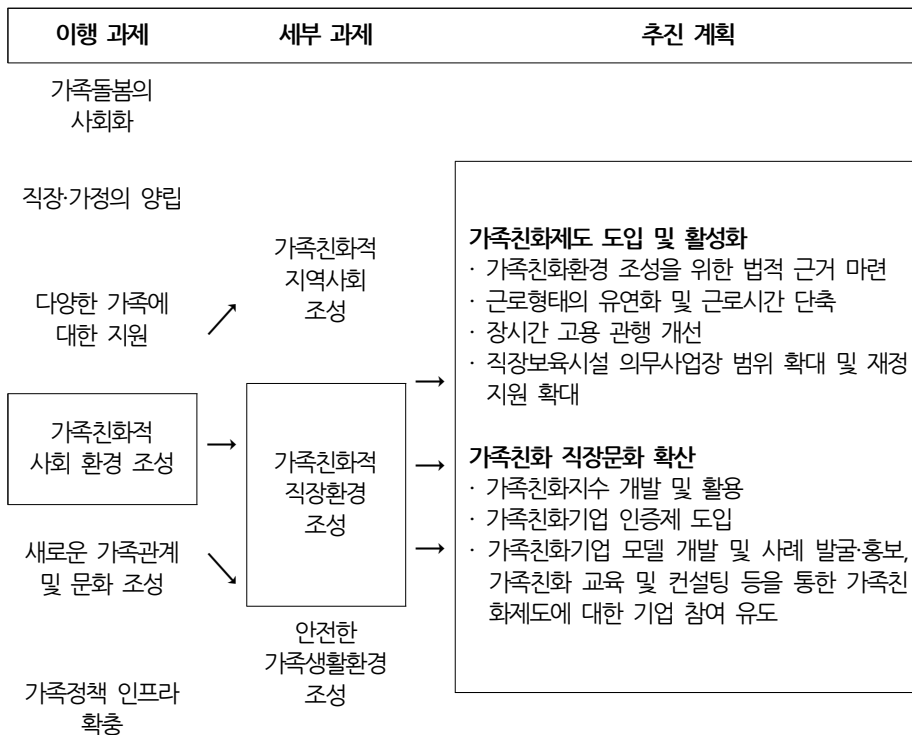 이행 과제 세부 과제 추진 계획
가족돌봄의
사회화
직장·가정의 양립
다양한 가족에
대한 지원
가족친화적
사회 환경 조성
새로운 가족관계
및 문화 조성
가족정책 인프라
확충
가족친화적
지역사회
조성
가족친화적
직장환경
조성
안전한
가족생활환경
조성
가족친화제도 도입 및 활성화
· 가족친화환경 조성을 위한 법적 근거 마련
· 근로형태의 유연화 및 근로시간 단축
· 장시간 고용 관행 개선
· 직장보육시설 의무사업장 범위 확대 및 재정
지원 확대
가족친화 직장문화 확산
· 가족친화지수 개발 및 활용
· 가족친화기업 인증제 도입
· 가족친화기업 모델 개발 및 사례 발굴·홍보,
가족친화 교육 및 컨설팅 등을 통한 가족친
화제도에 대한 기업 참여 유도